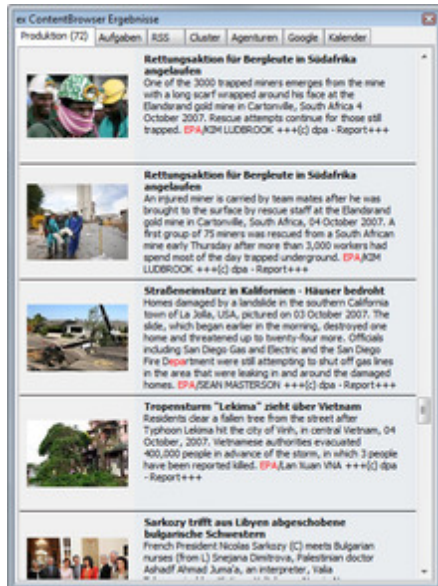 ex ContentBrowser Ergebnisse
Produktion (72) Aufgaben RSS Cluster Agenturen Google Kalender
Rettungsaktion für Bergleute in Südafrika
angelaufen
One of the 3000 trapped miners emerges from the mine
with a long scarf wrapped around his face at the
Elandsrand gold mine in Cartonville, South Africa 4
October 2007. Rescue attempts continue for those still
trapped. EPA/KIM LUDBROOK +++(c) dpa - Report+++
Rettungsaktion für Bergleute in Südafrika
angelaufen
An injured miner is carried by team mates after he was
brought to the surface by rescue staff at the Elandsrand
gold mine in Cartonville, South Africa, 04 October 2007. A
first group of 75 miners was rescued from a South African
mine early Thursday after more than 3,000 workers had
spend most of the day trapped underground. EPA/KIM
LUDBROOK +++(c) dpa - Report+++
Straßeneinsturz in Kalifornien - Häuser bedroht
Homes damaged by a landslide in the southern California
town of La Jolla, USA, pictured on 03 October 2007. The
slide, which began earlier in the morning, destroyed one
home and threatened up to twenty-four more. Officials
including San Diego Gas and Electric and the San Diego
Fire Department were still attempting to shut off gas lines
in the area that were leaking in and around the damaged
homes. EPA/SEAN MASTERSON +++(c) dpa - Report+++
Tropensturm "Lekima" zieht über Vietnam
Residents clear a fallen tree from the street after
Typhoon Lekima hit the city of Vinh, in central Vietnam, 04
October, 2007. Vietnamese authorities evacuated
400,000 people in advance of the storm, in which 3 people
have been reported killed. EPA/Lan Xuan VNA +++(c) dpa
- Report+++
Sarkozy trifft aus Libyen abgeschobene
bulgarische Schwestern
French President Nicolas Sarkozy (C) meets Bulgarian
nurses (from L) Snejana Dimitrova, Palestinian doctor
Ashadf Ahmad Juma'a, an interpreter, Valia